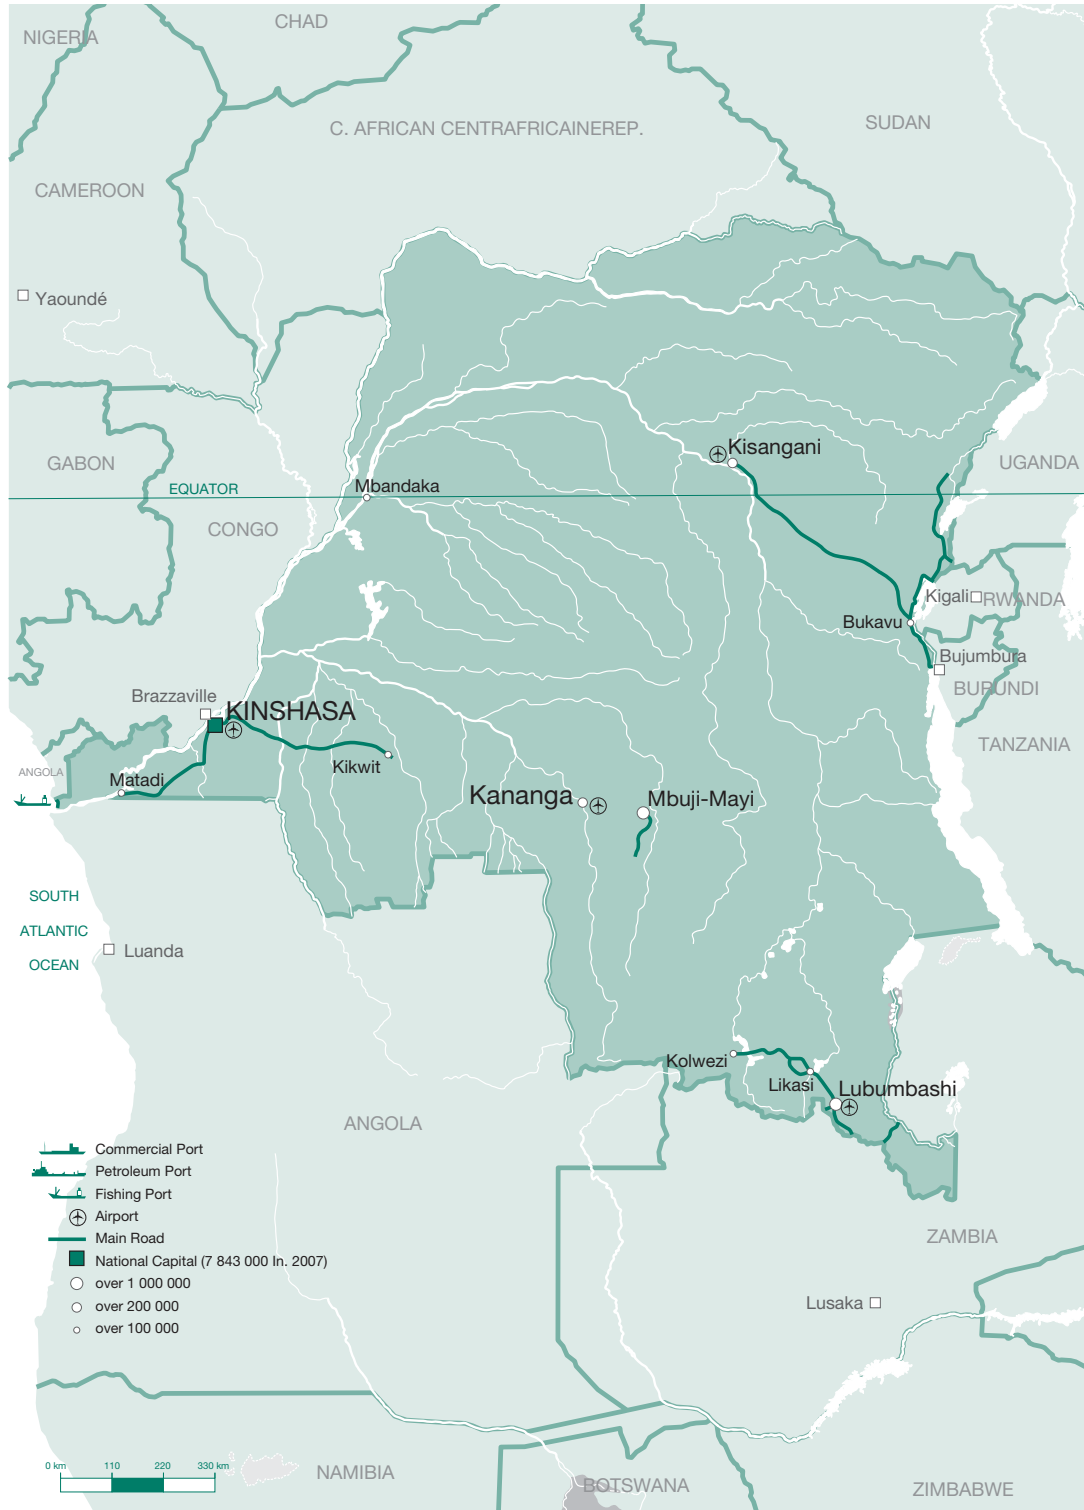 CHAD
NIGERIA
SUDAN
C. AFRICAN CENTRAFRICAINEREP.
CAMEROON
Yaoundé
Kisangani
GABON
UGANDA
EQUATOR
Mbandaka
CONGO
Kigali
RWANDA
Bukavu
Bujumbura
BURUNDI
Brazzaville
KINSHASA
TANZANIA
Kikwit
ANGOLA
Matadi
Kananga
Mbuji-Mayi
SOUTH
ATLANTIC
OCEAN
Luanda
Kolwezi
Likasi
Lubumbashi
ANGOLA
Commercial Port
Petroleum Port
Fishing Port
Airport
Main Road
National Capital (7 843 000 In. 2007)
over 1 000 000
over 200 000
over 100 000
ZAMBIA
Lusaka
0 km 110 220 330 km
NAMIBIA
BOTSWANA
ZIMBABWE